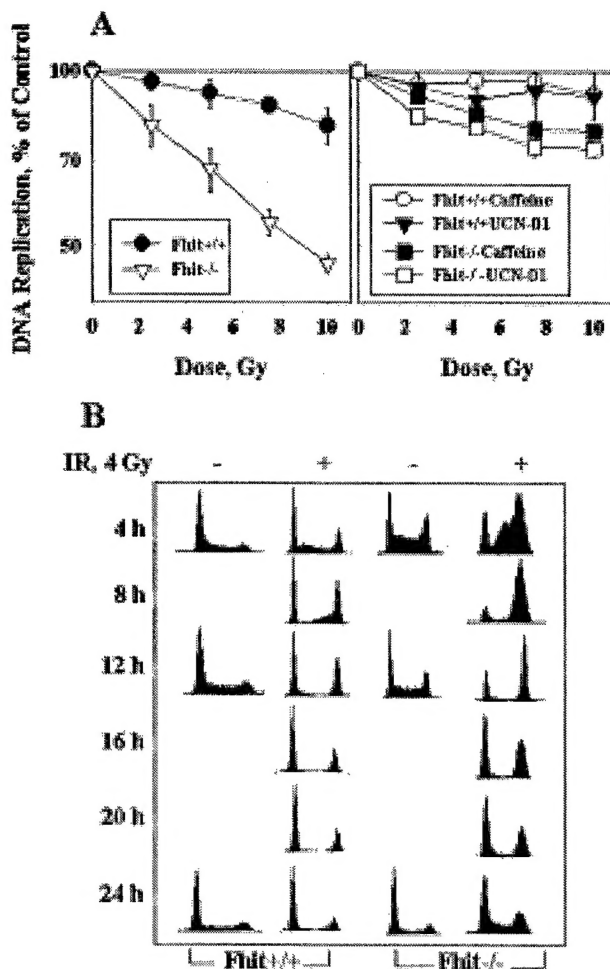 A
DNA Replication, % of Control
100
70
50
Fhit+/+
Fhit-/-
0 2 4 6 8 10
Dose, Gy
Fhit+/+Caffeine
Fhit+/+UCN-01
Fhit-/-Caffeine
Fhit-/-UCN-01
0 2 4 6 8 10
Dose, Gy
B
IR, 4 Gy - + - +
4 h
8 h
12 h
16 h
20 h
24 h
Fhit+/+ Fhit-/-